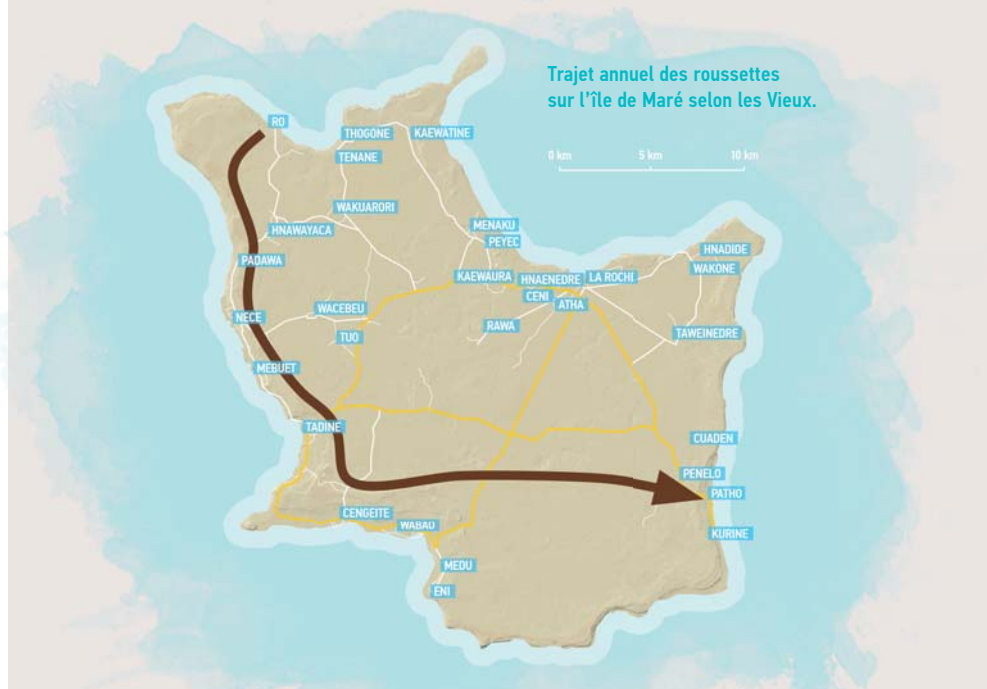 Trajet annuel des roussettes
sur l'île de Maré selon les Vieux.
0 km 5 km 10 km
RO
THOGONE
KAEWATINE
TENANE
WAKUARORI
HNAWAYACA
MENAKU
PEYEC
PADAWA
HNADIDE
WAKONE
KAEWAURA
HNAENEDRE
LA ROCHI
CENI
ATHA
WACEBEU
NECE
RAWA
TUO
TAWEINEDRE
MEBUET
TADINE
CUADEN
PENELO
PATHO
CENGEITE
WABAO
KURINE
MEDU
ENI